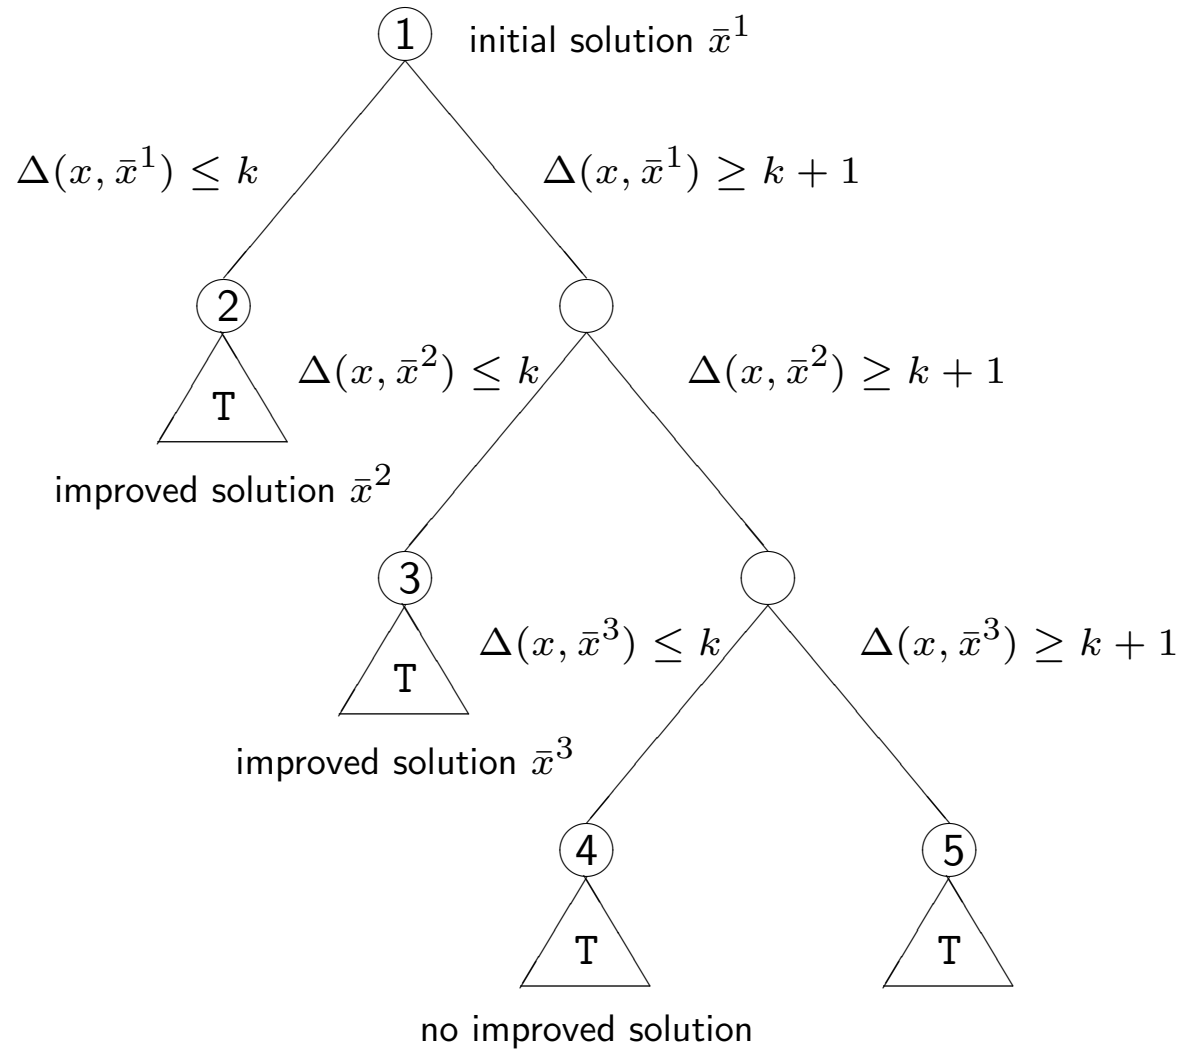 1 initial solution x̄¹
Δ(x, x̄¹) ≤ k Δ(x, x̄¹) ≥ k + 1
2
Δ(x, x̄²) ≤ k Δ(x, x̄²) ≥ k + 1
T
improved solution x̄²
3
Δ(x, x̄³) ≤ k Δ(x, x̄³) ≥ k + 1
T
improved solution x̄³
4 5
T T
no improved solution